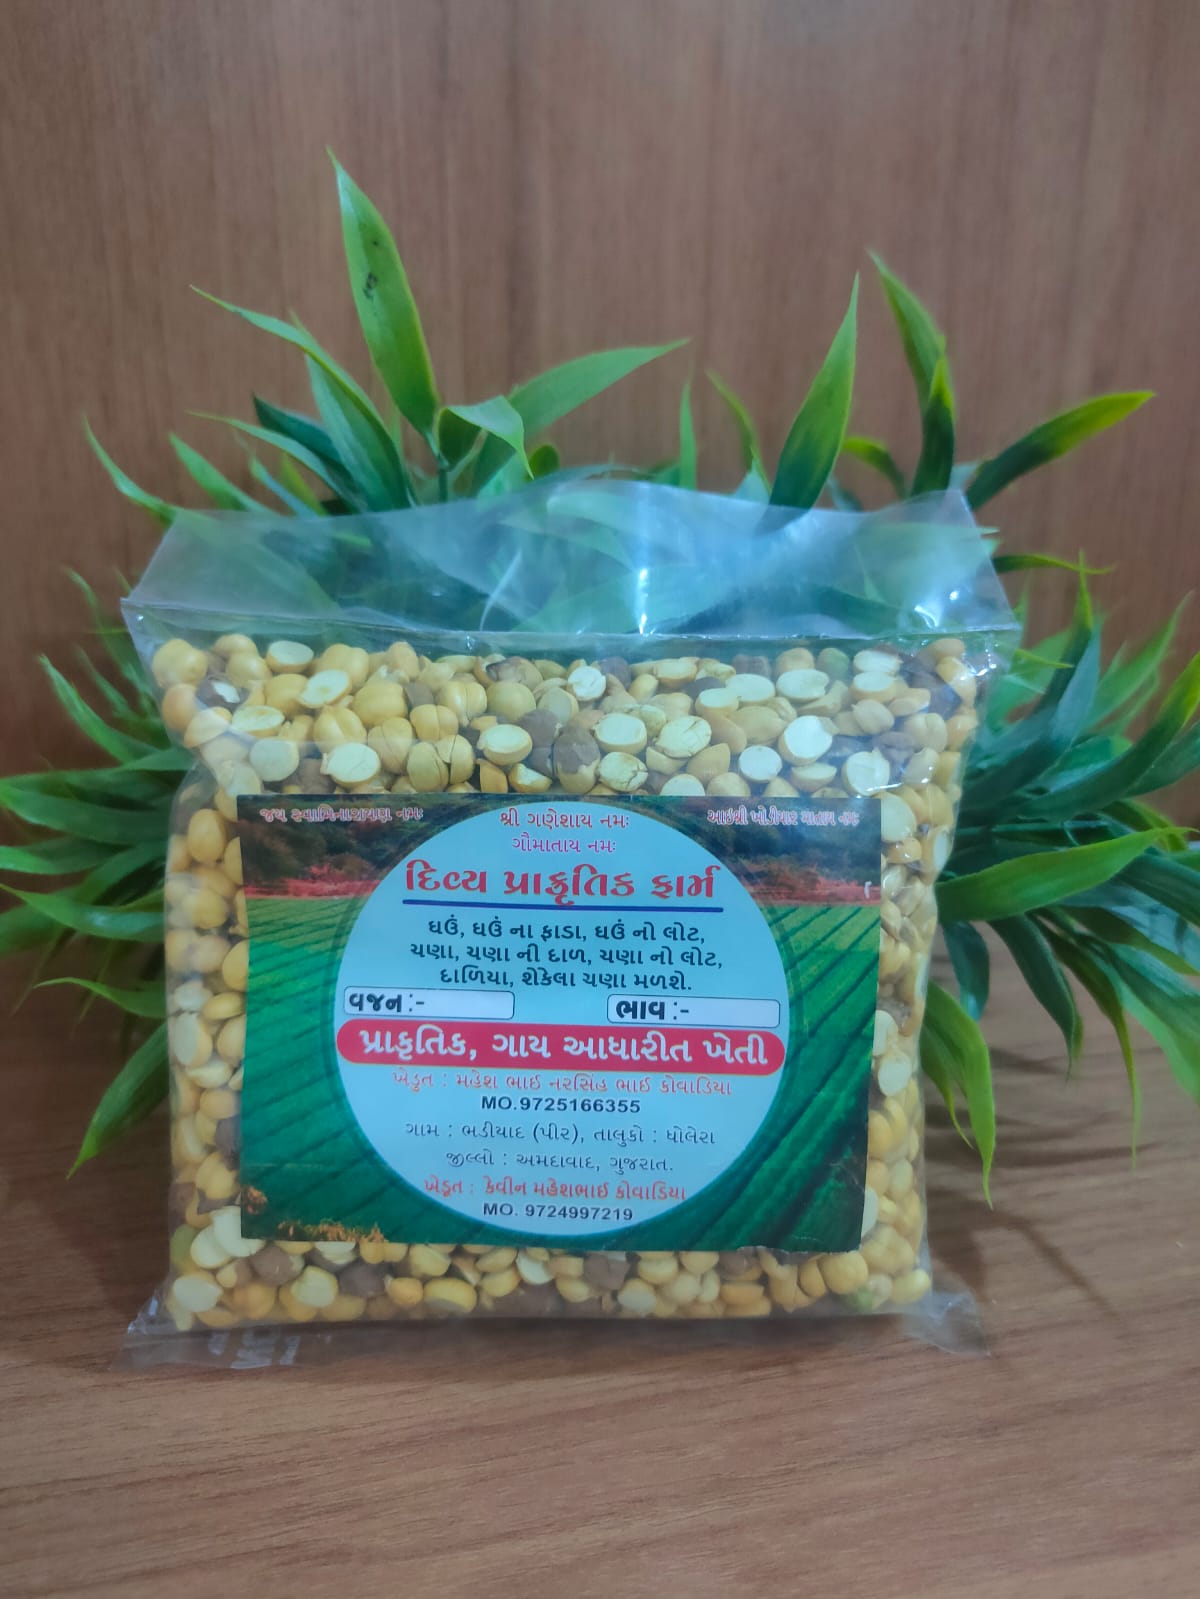 જય સ્વામિનારાયણ નમઃ
શ્રી ગણેશાય નમઃ
આઈશ્રી ખોડીયાર માતાય નમઃ
ગૌમાતાય નમઃ
દિવ્ય પ્રાકૃતિક ફાર્મ
ઘઉં, ઘઉં ના ફાડા, ઘઉં નો લોટ,
ચણા, ચણા ની દાળ, ચણા નો લોટ,
દાળિયા, શેકેલા ચણા મળશે.
વજન :-
ભાવ :-
પ્રાકૃતિક, ગાય આધારીત ખેતી
ખેડુત : મહેશ ભાઈ નરસિંહ ભાઈ કોવાડિયા
MO.9725166355
ગામ : ભડીયાદ (પીર), તાલુકો : ધોલેરા
જીલ્લો : અમદાવાદ, ગુજરાત.
ખેડૂત : કેવીન મહેશભાઈ કોવાડિયા
MO. 9724997219